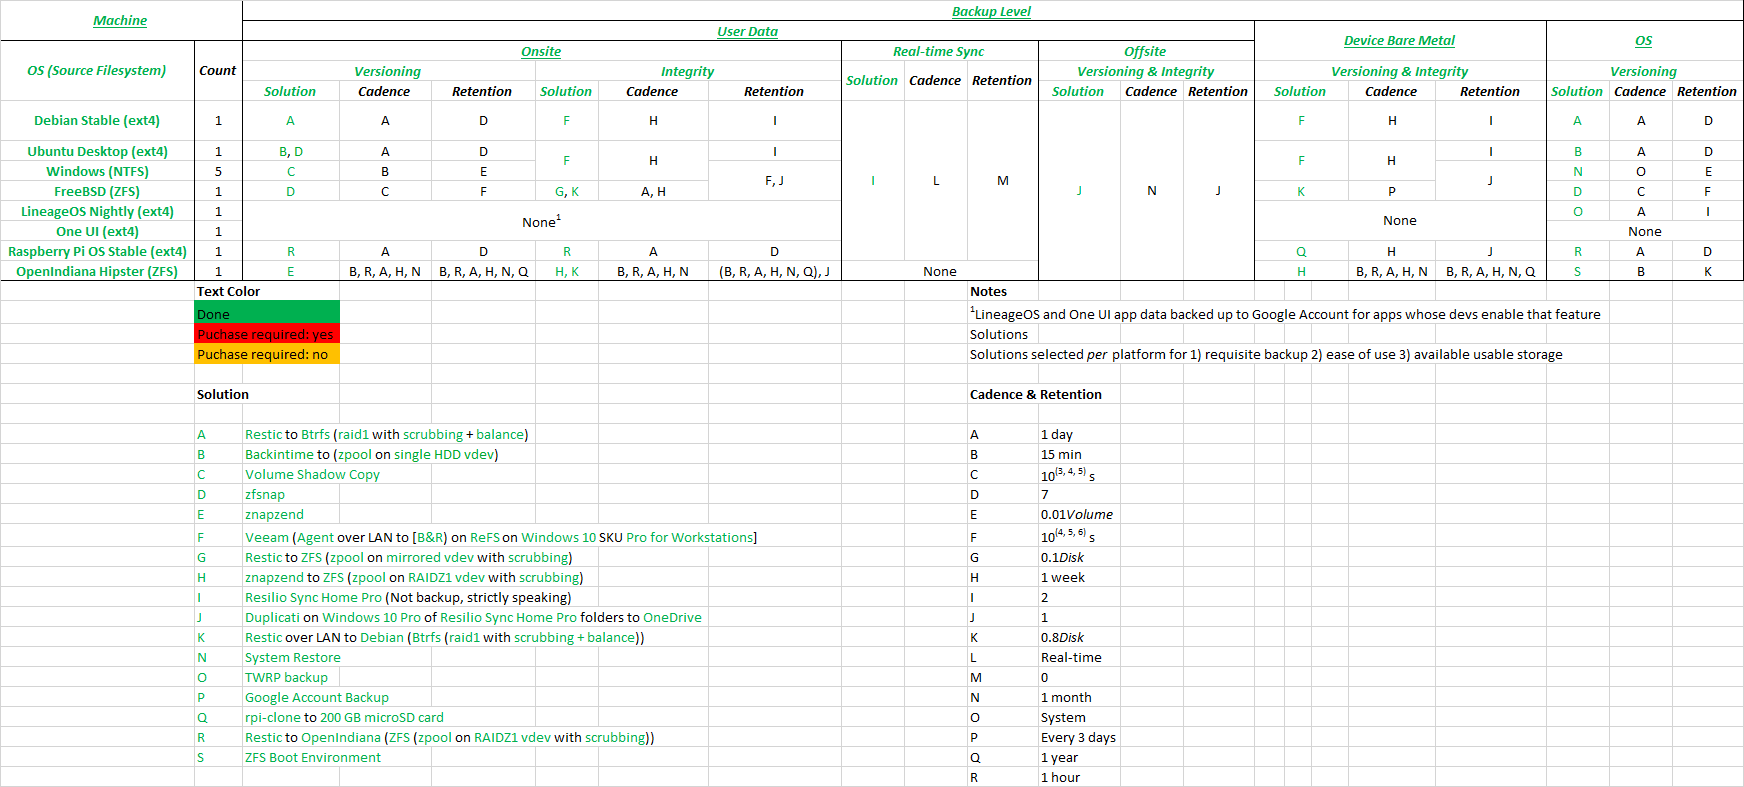 Machine Backup Level
User Data
Device Bare Metal OS
Onsite Real-time Sync Offsite
OS (Source Filesystem) Count Versioning Integrity Solution Cadence Retention Versioning & Integrity Versioning & Integrity Versioning
Solution Cadence Retention Solution Cadence Retention Solution Cadence Retention Solution Cadence Retention Solution Cadence Retention
Debian Stable (ext4) 1 A A D F H I F H I A A D
Ubuntu Desktop (ext4) 1 B, D A D F H I F H I B A D
Windows (NTFS) 5 C B E F, J I L M J N J J N O E
FreeBSD (ZFS) 1 D C F G, K A, H K P D C F
LineageOS Nightly (ext4) 1 None1 None O A I
One UI (ext4) 1 None
Raspberry Pi OS Stable (ext4) 1 R A D R A D Q H J R A D
OpenIndiana Hipster (ZFS) 1 E B, R, A, H, N B, R, A, H, N, Q H, K B, R, A, H, N (B, R, A, H, N, Q), J None H B, R, A, H, N B, R, A, H, N, Q S B K
Text Color Notes
Done 1LineageOS and One UI app data backed up to Google Account for apps whose devs enable that feature
Puchase required: yes Solutions
Puchase required: no Solutions selected per platform for 1) requisite backup 2) ease of use 3) available usable storage
Solution Cadence & Retention
A Restic to Btrfs (raid1 with scrubbing + balance) A 1 day
B Backintime to (zpool on single HDD vdev) B 15 min
C Volume Shadow Copy C 10(3, 4, 5) s
D zfsnap D 7
E znapzend E 0.01Volume
F Veeam (Agent over LAN to [B&R) on ReFS on Windows 10 SKU Pro for Workstations] F 10(4, 5, 6) s
G Restic to ZFS (zpool on mirrored vdev with scrubbing) G 0.1Disk
H znapzend to ZFS (zpool on RAIDZ1 vdev with scrubbing) H 1 week
I Resilio Sync Home Pro (Not backup, strictly speaking) I 2
J Duplicati on Windows 10 Pro of Resilio Sync Home Pro folders to OneDrive J 1
K Restic over LAN to Debian (Btrfs (raid1 with scrubbing + balance)) K 0.8Disk
N System Restore L Real-time
O TWRP backup M 0
P Google Account Backup N 1 month
Q rpi-clone to 200 GB microSD card O System
R Restic to OpenIndiana (ZFS (zpool on RAIDZ1 vdev with scrubbing)) P Every 3 days
S ZFS Boot Environment Q 1 year
R 1 hour